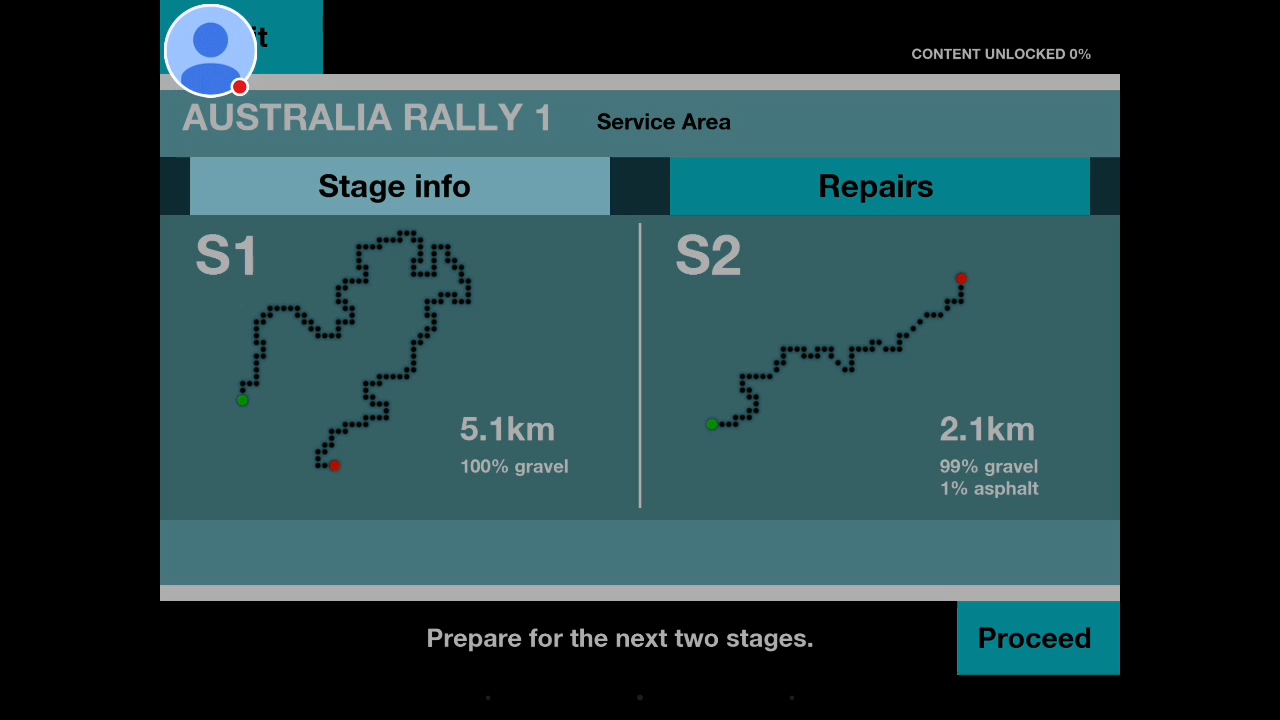 CONTENT UNLOCKED 0%
AUSTRALIA RALLY 1
Service Area
Stage info
Repairs
S1
S2
5.1km
100% gravel
2.1km
99% gravel
1% asphalt
Prepare for the next two stages.
Proceed